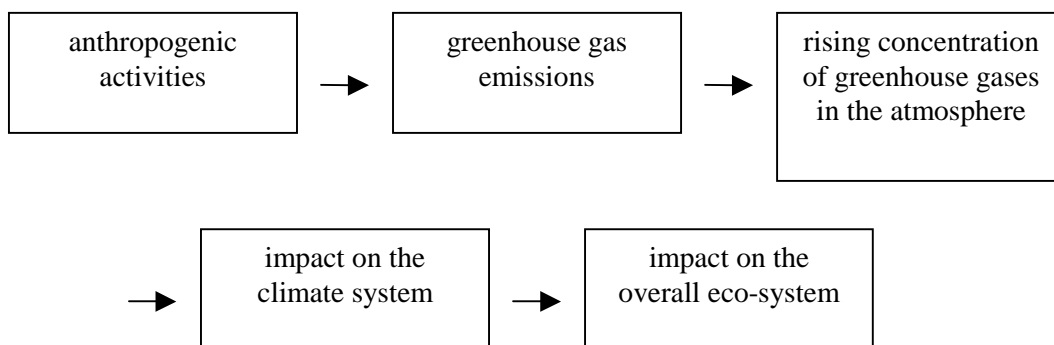 anthropogenic
activities
greenhouse gas
emissions
rising concentration
of greenhouse gases
in the atmosphere
impact on the
climate system
impact on the
overall eco-system